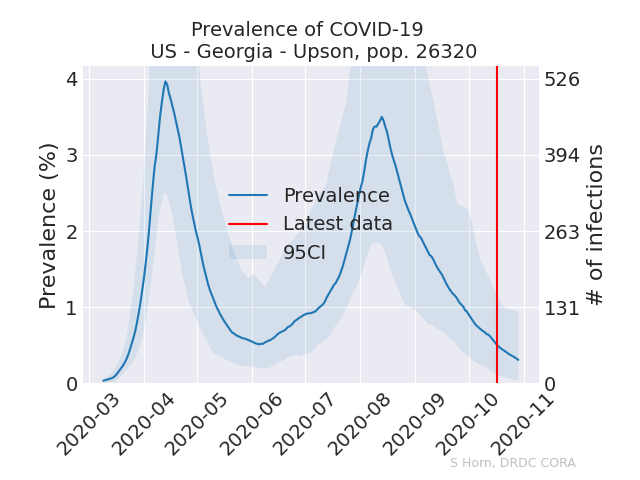 Prevalence of COVID-19
US - Georgia - Upson, pop. 26320
Prevalence (%)
4
3
2
1
0
526
394
263
131
0
# of infections
Prevalence
Latest data
95CI
2020-03
2020-04
2020-05
2020-06
2020-07
2020-08
2020-09
2020-10
2020-11
S Horn, DRDC CORA